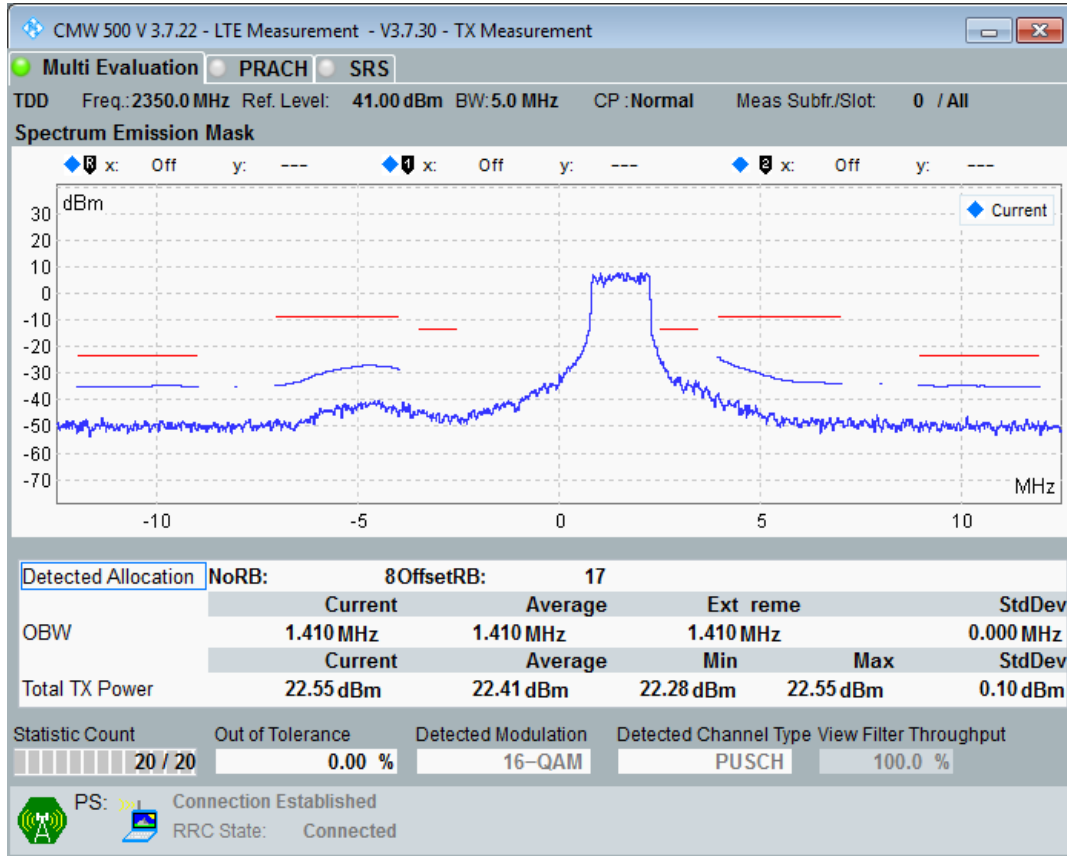 CMW 500 V 3.7.22 - LTE Measurement - V3.7.30 - TX Measurement
Multi Evaluation PRACH SRS
TDD Freq.: 2350.0 MHz Ref. Level: 41.00 dBm BW: 5.0 MHz CP : Normal Meas Subfr./Slot: 0 / All
Spectrum Emission Mask
R x: Off y: --- 1 x: Off y: --- 2 x: Off y: ---
dBm
Current
30
20
10
0
-10
-20
-30
-40
-50
-60
-70
MHz
-10 -5 0 5 10
Detected Allocation NoRB: 8 OffsetRB: 17
Current Average Ext reme StdDev
OBW 1.410 MHz 1.410 MHz 1.410 MHz 0.000 MHz
Current Average Min Max StdDev
Total TX Power 22.55 dBm 22.41 dBm 22.28 dBm 22.55 dBm 0.10 dBm
Statistic Count Out of Tolerance Detected Modulation Detected Channel Type View Filter Throughput
20 / 20 0.00 % 16-QAM PUSCH 100.0 %
PS: Connection Established
RRC State: Connected